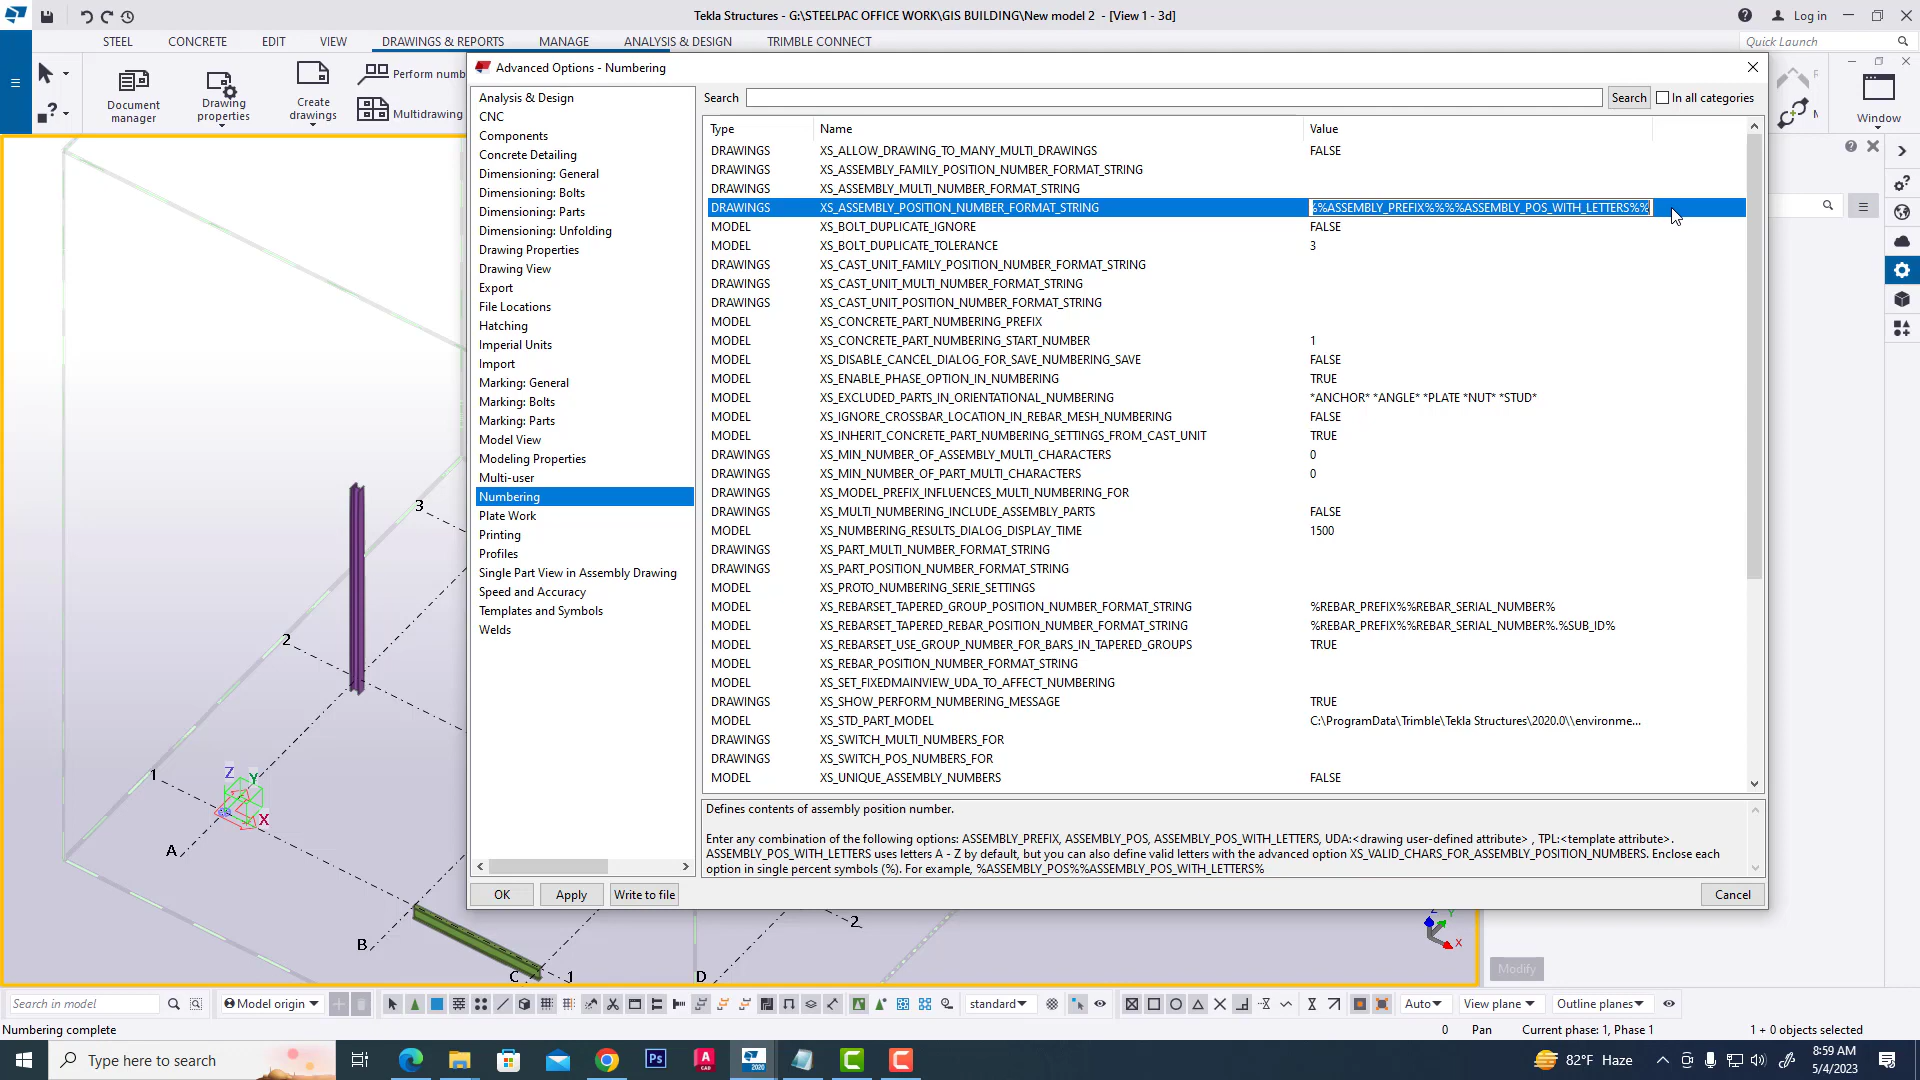 Tekla Structures - G:\STEELPAC OFFICE WORK\GIS BUILDING\New model 2 - [View 1 - 3d]
Log in
STEEL CONCRETE EDIT VIEW DRAWINGS & REPORTS MANAGE ANALYSIS & DESIGN TRIMBLE CONNECT
Quick Launch
Document manager
Drawing properties
Create drawings
Perform numb
Multidrawing
Window
Advanced Options - Numbering
Analysis & Design
CNC
Components
Concrete Detailing
Dimensioning: General
Dimensioning: Bolts
Dimensioning: Parts
Dimensioning: Unfolding
Drawing Properties
Drawing View
Export
File Locations
Hatching
Imperial Units
Import
Marking: General
Marking: Bolts
Marking: Parts
Model View
Modeling Properties
Multi-user
Numbering
Plate Work
Printing
Profiles
Single Part View in Assembly Drawing
Speed and Accuracy
Templates and Symbols
Welds
Search Search In all categories
Type Name Value
DRAWINGS XS_ALLOW_DRAWING_TO_MANY_MULTI_DRAWINGS FALSE
DRAWINGS XS_ASSEMBLY_FAMILY_POSITION_NUMBER_FORMAT_STRING
DRAWINGS XS_ASSEMBLY_MULTI_NUMBER_FORMAT_STRING
DRAWINGS XS_ASSEMBLY_POSITION_NUMBER_FORMAT_STRING %%ASSEMBLY_PREFIX%%%%ASSEMBLY_POS_WITH_LETTERS%%
MODEL XS_BOLT_DUPLICATE_IGNORE FALSE
MODEL XS_BOLT_DUPLICATE_TOLERANCE 3
DRAWINGS XS_CAST_UNIT_FAMILY_POSITION_NUMBER_FORMAT_STRING
DRAWINGS XS_CAST_UNIT_MULTI_NUMBER_FORMAT_STRING
DRAWINGS XS_CAST_UNIT_POSITION_NUMBER_FORMAT_STRING
MODEL XS_CONCRETE_PART_NUMBERING_PREFIX
MODEL XS_CONCRETE_PART_NUMBERING_START_NUMBER 1
MODEL XS_DISABLE_CANCEL_DIALOG_FOR_SAVE_NUMBERING_SAVE FALSE
MODEL XS_ENABLE_PHASE_OPTION_IN_NUMBERING TRUE
MODEL XS_EXCLUDED_PARTS_IN_ORIENTATIONAL_NUMBERING *ANCHOR* *ANGLE* *PLATE *NUT* *STUD*
MODEL XS_IGNORE_CROSSBAR_LOCATION_IN_REBAR_MESH_NUMBERING FALSE
MODEL XS_INHERIT_CONCRETE_PART_NUMBERING_SETTINGS_FROM_CAST_UNIT TRUE
DRAWINGS XS_MIN_NUMBER_OF_ASSEMBLY_MULTI_CHARACTERS 0
DRAWINGS XS_MIN_NUMBER_OF_PART_MULTI_CHARACTERS 0
DRAWINGS XS_MODEL_PREFIX_INFLUENCES_MULTI_NUMBERING_FOR
DRAWINGS XS_MULTI_NUMBERING_INCLUDE_ASSEMBLY_PARTS FALSE
MODEL XS_NUMBERING_RESULTS_DIALOG_DISPLAY_TIME 1500
DRAWINGS XS_PART_MULTI_NUMBER_FORMAT_STRING
DRAWINGS XS_PART_POSITION_NUMBER_FORMAT_STRING
MODEL XS_PROTO_NUMBERING_SERIE_SETTINGS
MODEL XS_REBARSET_TAPERED_GROUP_POSITION_NUMBER_FORMAT_STRING %REBAR_PREFIX%%REBAR_SERIAL_NUMBER%
MODEL XS_REBARSET_TAPERED_REBAR_POSITION_NUMBER_FORMAT_STRING %REBAR_PREFIX%%REBAR_SERIAL_NUMBER%.%SUB_ID%
MODEL XS_REBARSET_USE_GROUP_NUMBER_FOR_BARS_IN_TAPERED_GROUPS TRUE
MODEL XS_REBAR_POSITION_NUMBER_FORMAT_STRING
MODEL XS_SET_FIXEDMAINVIEW_UDA_TO_AFFECT_NUMBERING
DRAWINGS XS_SHOW_PERFORM_NUMBERING_MESSAGE TRUE
MODEL XS_STD_PART_MODEL C:\ProgramData\Trimble\Tekla Structures\2020.0\\environme...
DRAWINGS XS_SWITCH_MULTI_NUMBERS_FOR
DRAWINGS XS_SWITCH_POS_NUMBERS_FOR
MODEL XS_UNIQUE_ASSEMBLY_NUMBERS FALSE
Defines contents of assembly position number.
Enter any combination of the following options: ASSEMBLY_PREFIX, ASSEMBLY_POS, ASSEMBLY_POS_WITH_LETTERS, UDA:<drawing user-defined attribute> , TPL:<template attribute>.
ASSEMBLY_POS_WITH_LETTERS uses letters A - Z by default, but you can also define valid letters with the advanced option XS_VALID_CHARS_FOR_ASSEMBLY_POSITION_NUMBERS. Enclose each
option in single percent symbols (%). For example, %ASSEMBLY_POS%%ASSEMBLY_POS_WITH_LETTERS%
OK Apply Write to file Cancel
3
2
1
Z Y
X
A
B
C 1
D
2
Z Y
X
Modify
Search in model Model origin standard Auto View plane Outline planes
Numbering complete 0 Pan Current phase: 1, Phase 1 1 + 0 objects selected
Type here to search
Ps
A
CAD
2020
82°F Haze
8:59 AM
5/4/2023